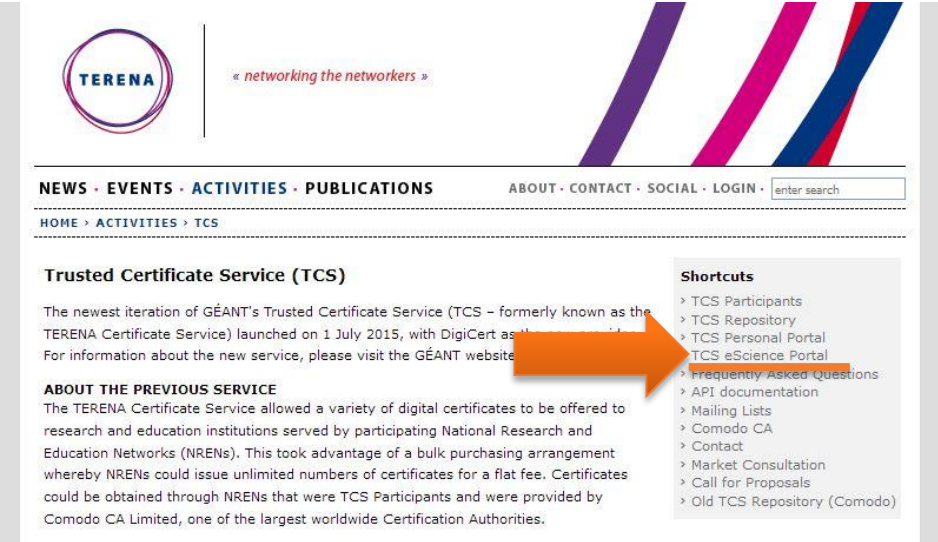 TERENA
« networking the networkers »
NEWS · EVENTS · ACTIVITIES · PUBLICATIONS
ABOUT · CONTACT · SOCIAL · LOGIN · enter search
HOME › ACTIVITIES › TCS
Trusted Certificate Service (TCS)
The newest iteration of GÉANT's Trusted Certificate Service (TCS – formerly known as the
TERENA Certificate Service) launched on 1 July 2015, with DigiCert as the new provider.
For information about the new service, please visit the GÉANT website
ABOUT THE PREVIOUS SERVICE
The TERENA Certificate Service allowed a variety of digital certificates to be offered to
research and education institutions served by participating National Research and
Education Networks (NRENs). This took advantage of a bulk purchasing arrangement
whereby NRENs could issue unlimited numbers of certificates for a flat fee. Certificates
could be obtained through NRENs that were TCS Participants and were provided by
Comodo CA Limited, one of the largest worldwide Certification Authorities.
Shortcuts
› TCS Participants
› TCS Repository
› TCS Personal Portal
TCS eScience Portal
› Frequently Asked Questions
› API documentation
› Mailing Lists
› Comodo CA
› Contact
› Market Consultation
› Call for Proposals
› Old TCS Repository (Comodo)